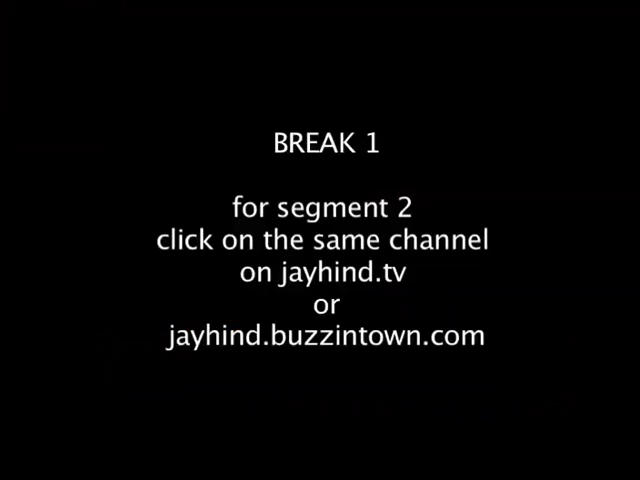 BREAK 1
for segment 2
click on the same channel
on jayhind.tv
or
jayhind.buzzintown.com